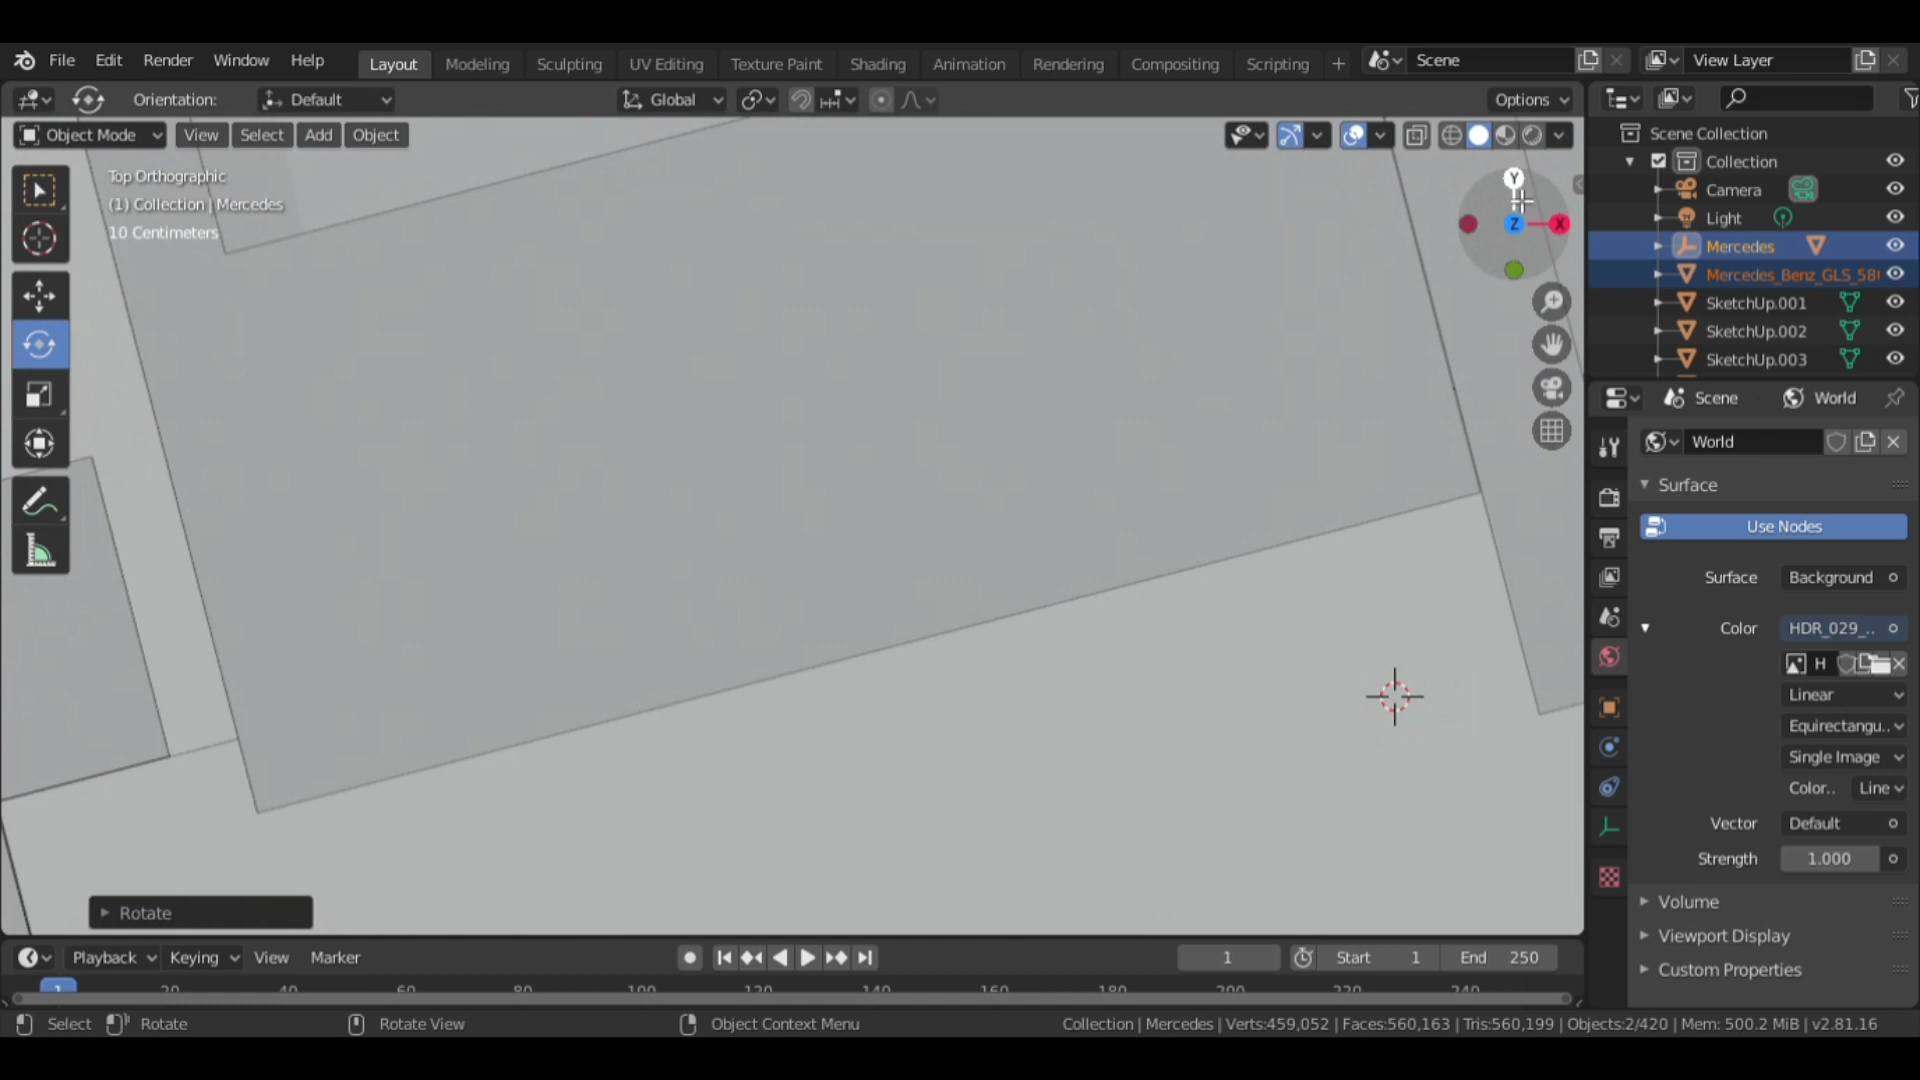 File Edit Render Window Help Layout Modeling Sculpting UV Editing Texture Paint Shading Animation Rendering Compositing Scripting + Scene View Layer
Orientation: Default Global Options
Object Mode View Select Add Object
Top Orthographic
(1) Collection | Mercedes
10 Centimeters
Y
Z X
Rotate
Scene Collection
Collection
Camera
Light
Mercedes
Mercedes_Benz_GLS_58
SketchUp.001
SketchUp.002
SketchUp.003
Scene World
World
Surface
Use Nodes
Surface Background
Color HDR_029_..
H
Linear
Equirectangu..
Single Image
Color.. Line
Vector Default
Strength 1.000
Volume
Viewport Display
Custom Properties
Playback Keying View Marker 1 Start 1 End 250
1 20 40 60 80 100 120 140 160 180 200 220 240
Select Rotate Rotate View Object Context Menu Collection | Mercedes | Verts:459,052 | Faces:560,163 | Tris:560,199 | Objects:2/420 | Mem: 500.2 MiB | v2.81.16